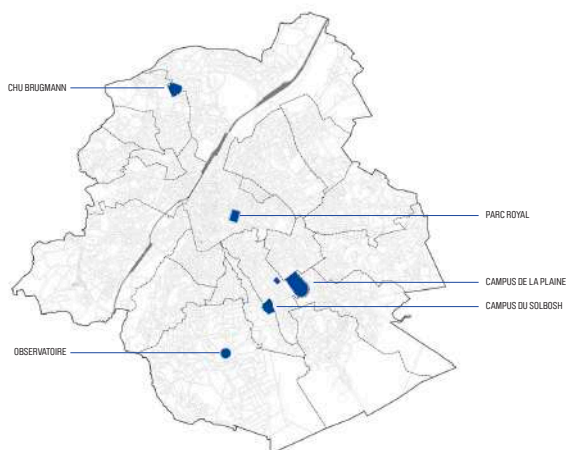 CHU BRUGMANN
PARC ROYAL
CAMPUS DE LA PLAINE
CAMPUS DU SOLBOSH
OBSERVATOIRE